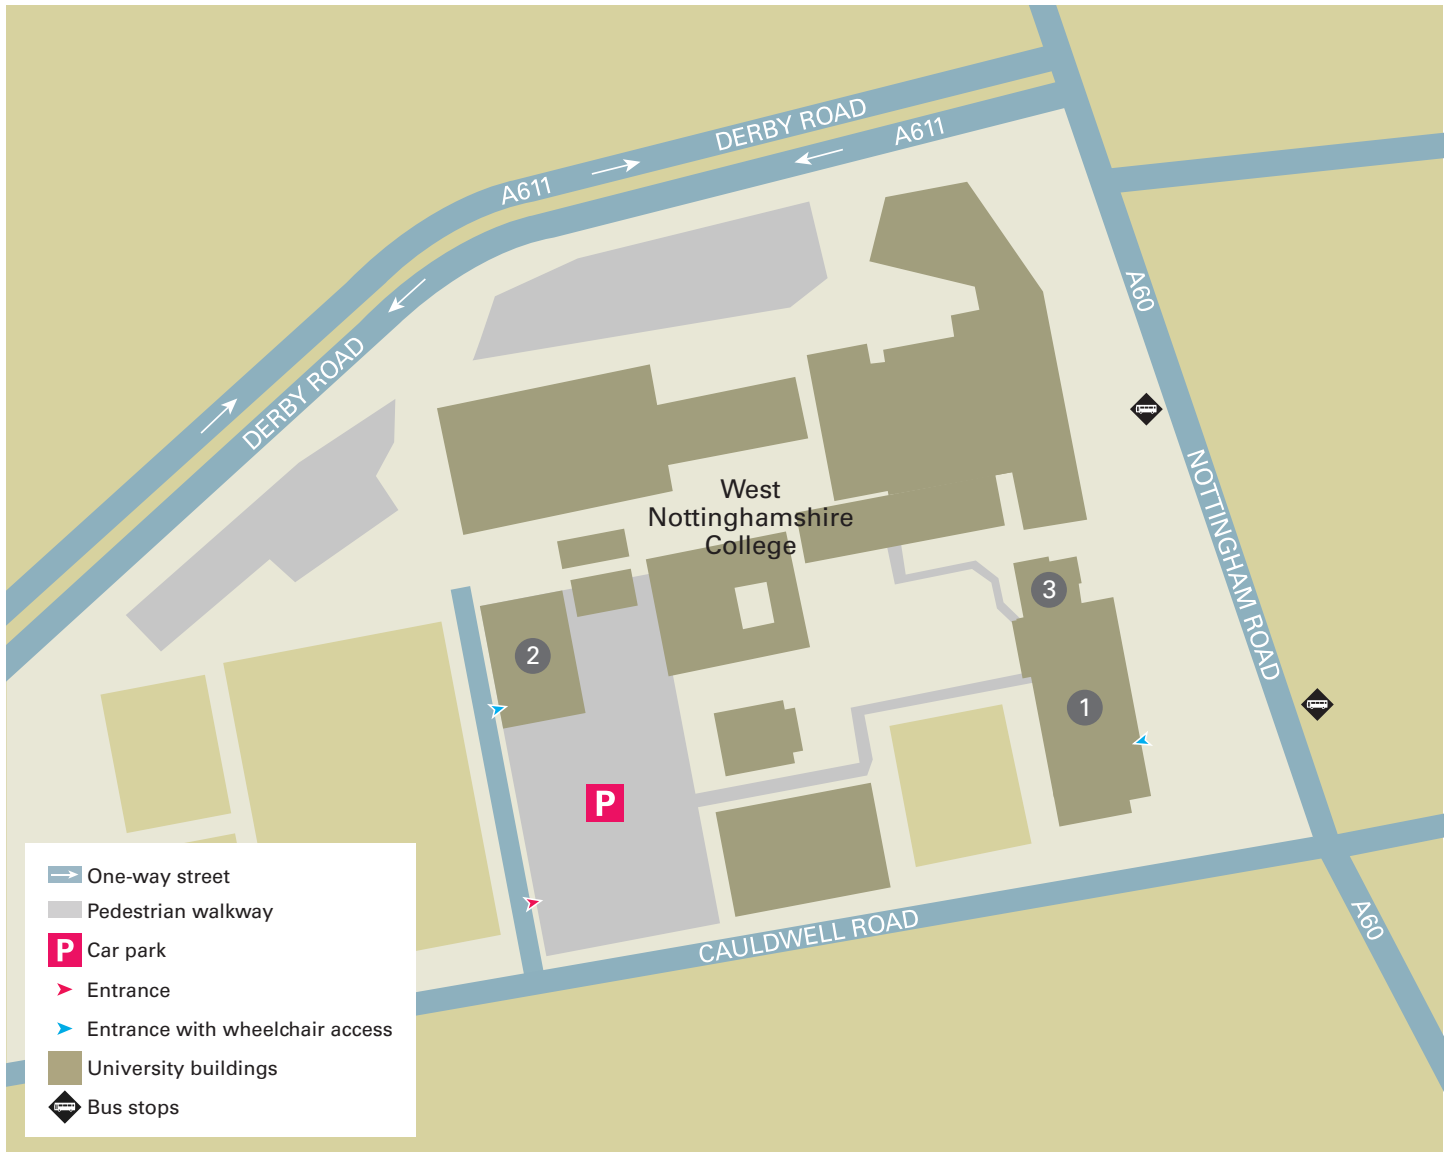 DERBY ROAD
A611
A611
DERBY ROAD
A60
NOTTINGHAM ROAD
West
Nottinghamshire
College
3
2
1
P
CAULDWELL ROAD
A60
One-way street
Pedestrian walkway
P Car park
Entrance
Entrance with wheelchair access
University buildings
Bus stops